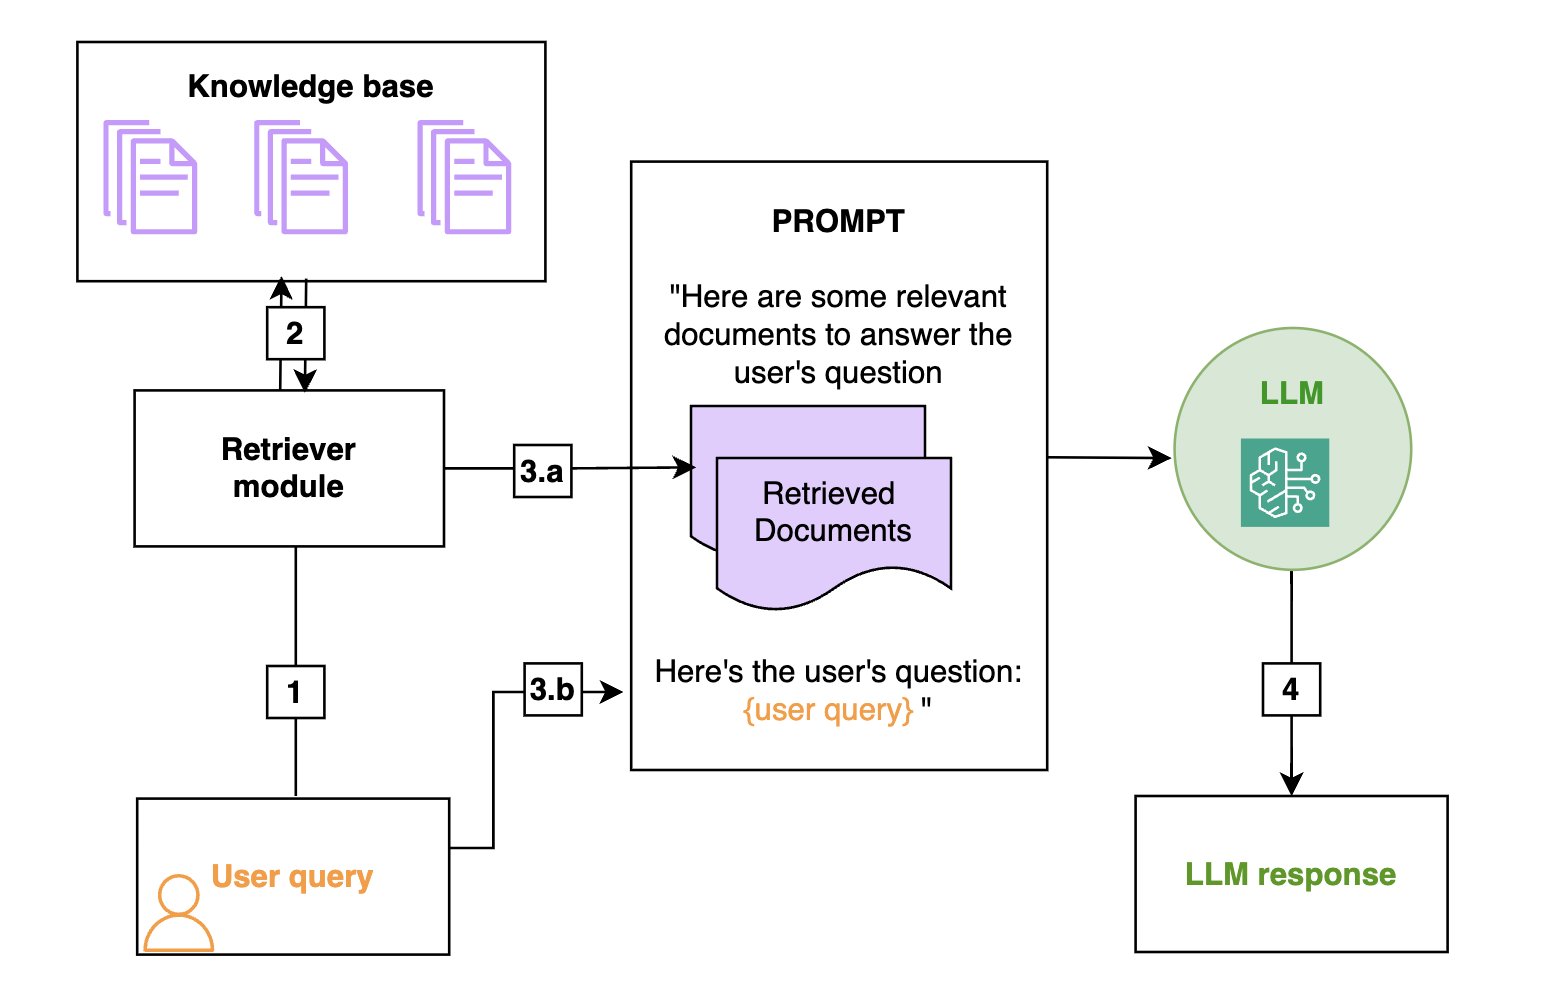 Knowledge base
2
Retriever
module
3.a
1
3.b
User query
PROMPT
"Here are some relevant
documents to answer the
user's question
Retrieved
Documents
Here's the user's question:
{user query} "
LLM
4
LLM response